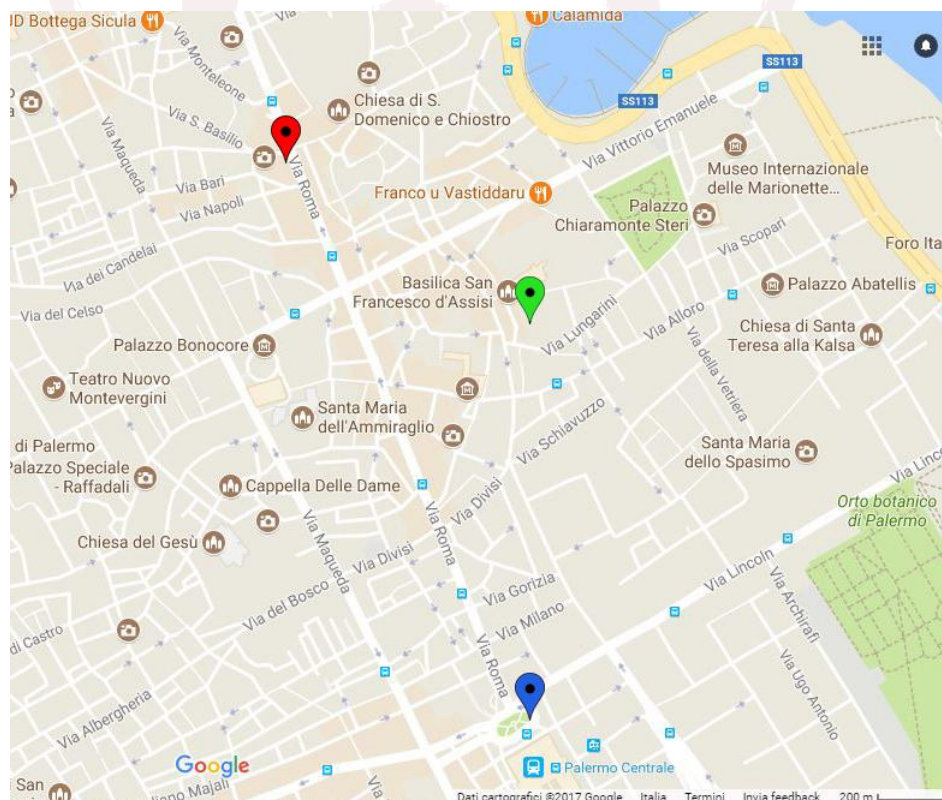 JD Bottega Sicula
Calamida
Via Monteleone
SS113
Chiesa di S.
Domenico e Chiostro
SS113
Via Maqueda
Via S. Basilio
Via Vittorio Emanuele
Via Roma
Museo Internazionale
delle Marionette...
Via Bari
Franco u Vastiddaru
Via Napoli
Palazzo
Chiaramonte Steri
Via Scopari
Foro Ita
Via dei Candelai
Basilica San
Francesco d'Assisi
Palazzo Abatellis
Via del Celso
Via Lungarini
Via Alloro
Chiesa di Santa
Teresa alla Kalsa
Palazzo Bonocore
Via della Vetriera
Teatro Nuovo
Montevergini
Santa Maria
dell'Ammiraglio
Via Schiavuzzo
di Palermo
Palazzo Speciale
- Raffadali
Santa Maria
dello Spasimo
Via Linco
Cappella Delle Dame
Via Divisi
Orto botanico
di Palermo
Via Maqueda
Via Roma
Chiesa del Gesù
Via Divisi
Via Lincoln
Via Gorizia
Via del Bosco
Via Archirafi
Via Milano
di Castro
Via Roma
Via Ugo Antonio
Via Albergheria
Google
Palermo Centrale
San
liano Majali
Dati cartografici ©2017 Google Italia Termini Invia feedback 200 m